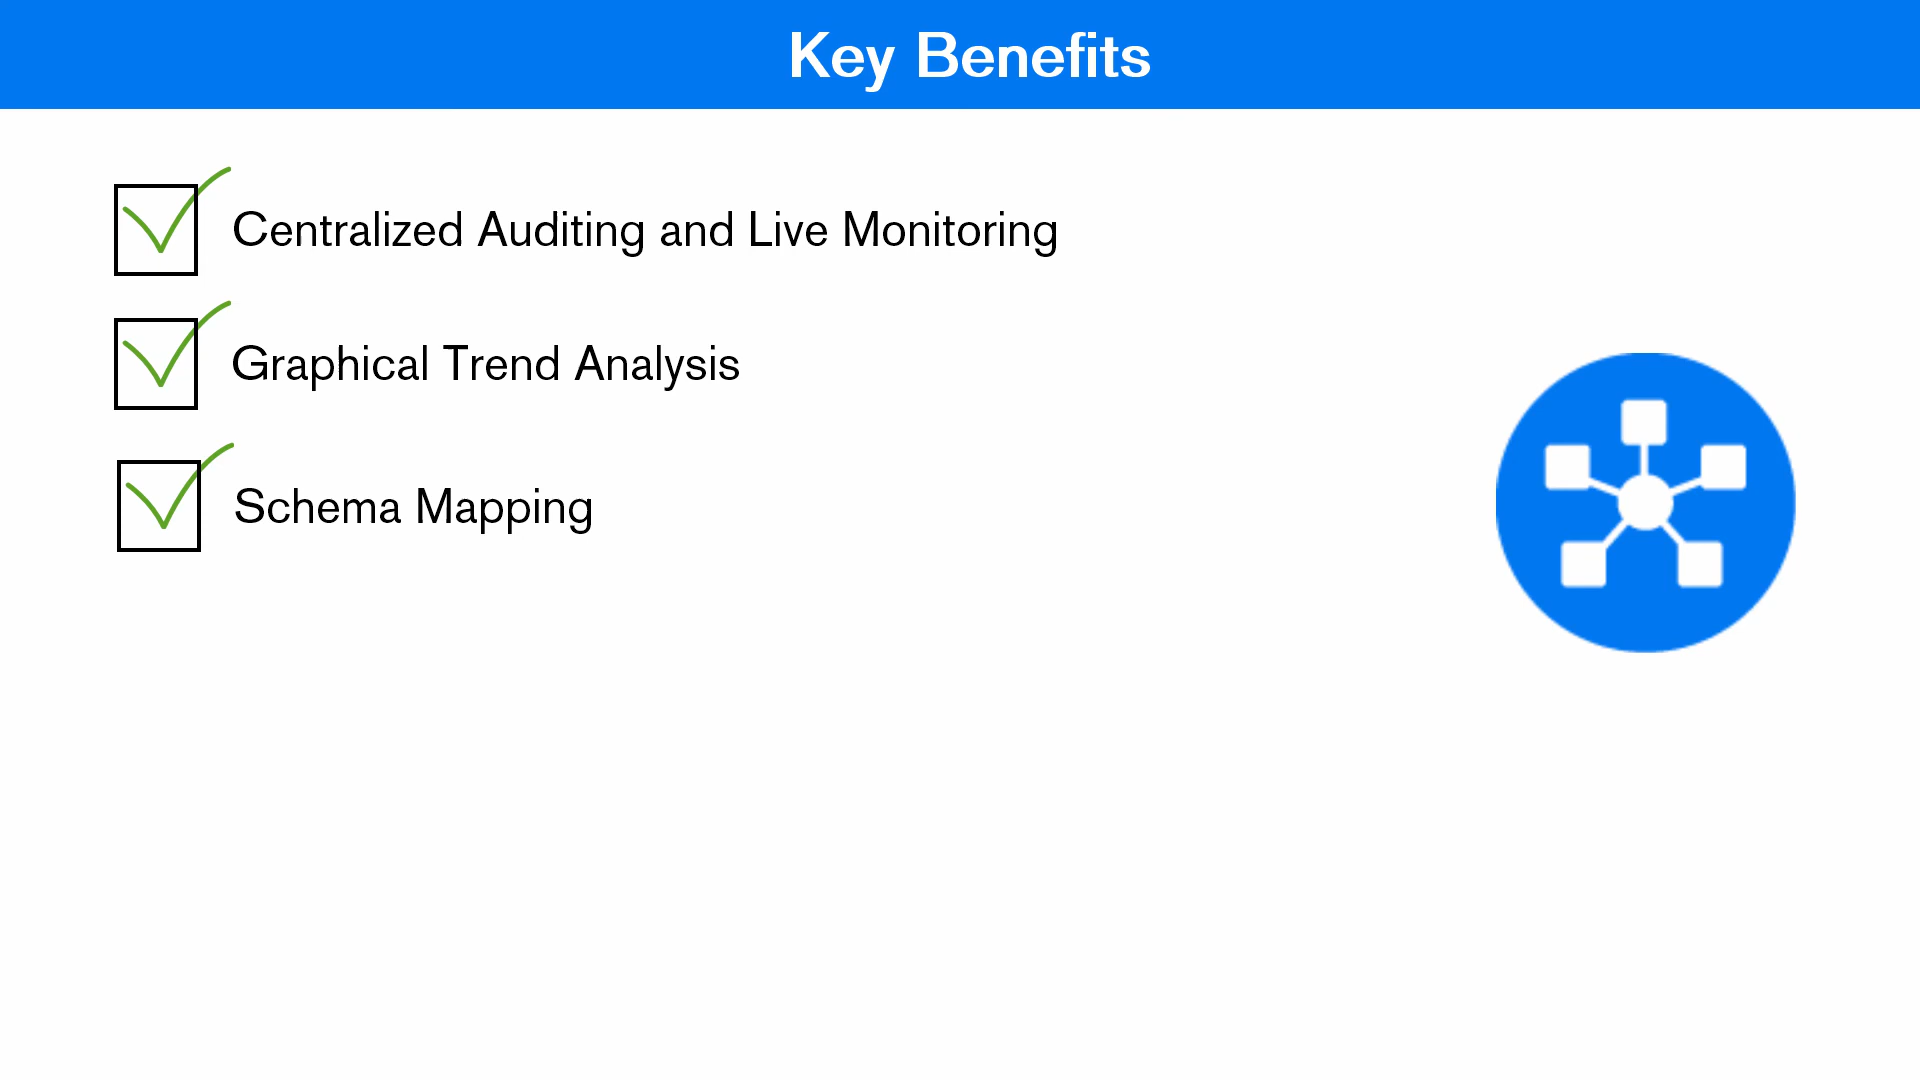 Key Benefits
Centralized Auditing and Live Monitoring
Graphical Trend Analysis
Schema Mapping